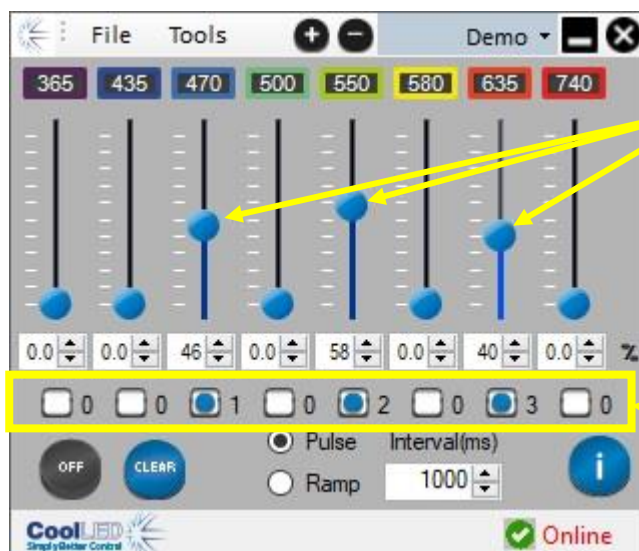 File Tools Demo
365 435 470 500 550 580 635 740
0.0 0.0 46 0.0 58 0.0 40 0.0 %
0 0 1 0 2 0 3 0
OFF CLEAR Pulse Interval(ms) i
Ramp 1000
CoolLED Online
Simply Better Control